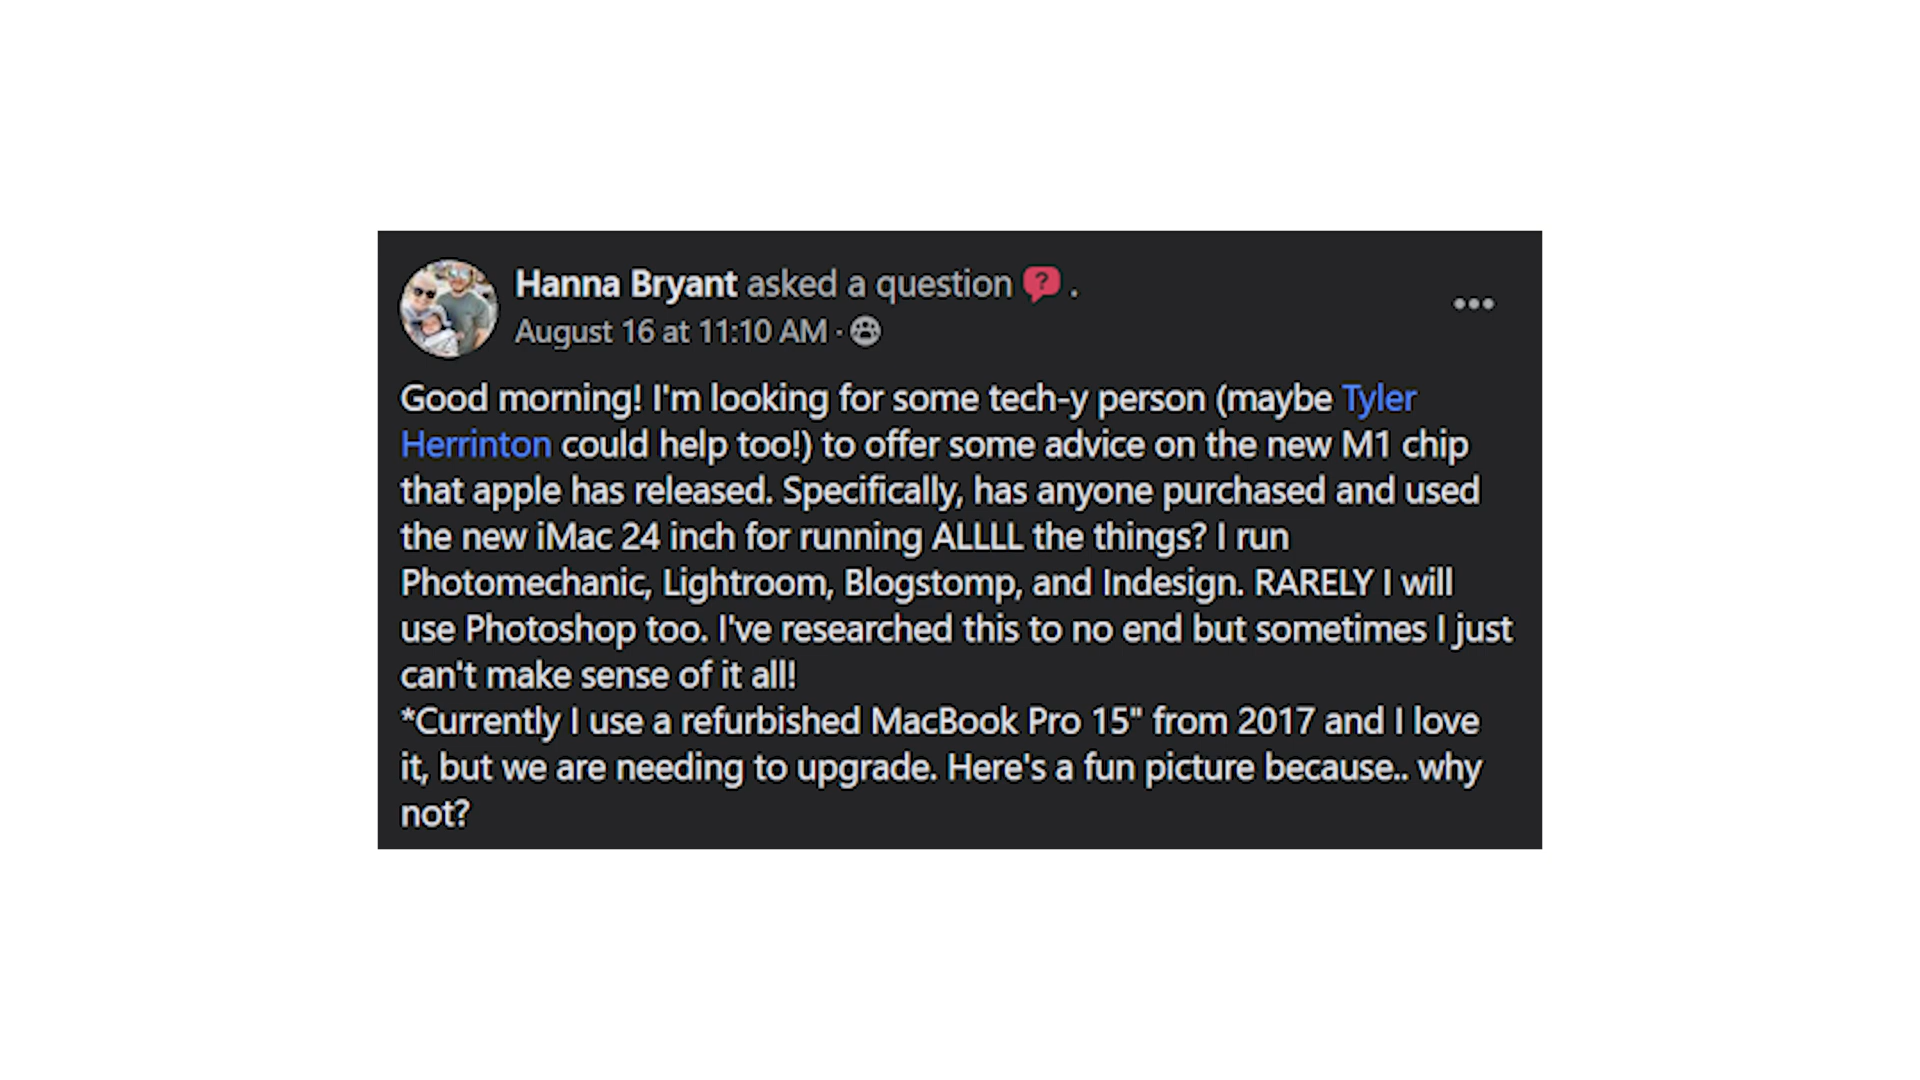 Hanna Bryant asked a question .
August 16 at 11:10 AM ·
Good morning! I'm looking for some tech-y person (maybe Tyler
Herrinton could help too!) to offer some advice on the new M1 chip
that apple has released. Specifically, has anyone purchased and used
the new iMac 24 inch for running ALLLL the things? I run
Photomechanic, Lightroom, Blogstomp, and Indesign. RARELY I will
use Photoshop too. I've researched this to no end but sometimes I just
can't make sense of it all!
*Currently I use a refurbished MacBook Pro 15" from 2017 and I love
it, but we are needing to upgrade. Here's a fun picture because.. why
not?